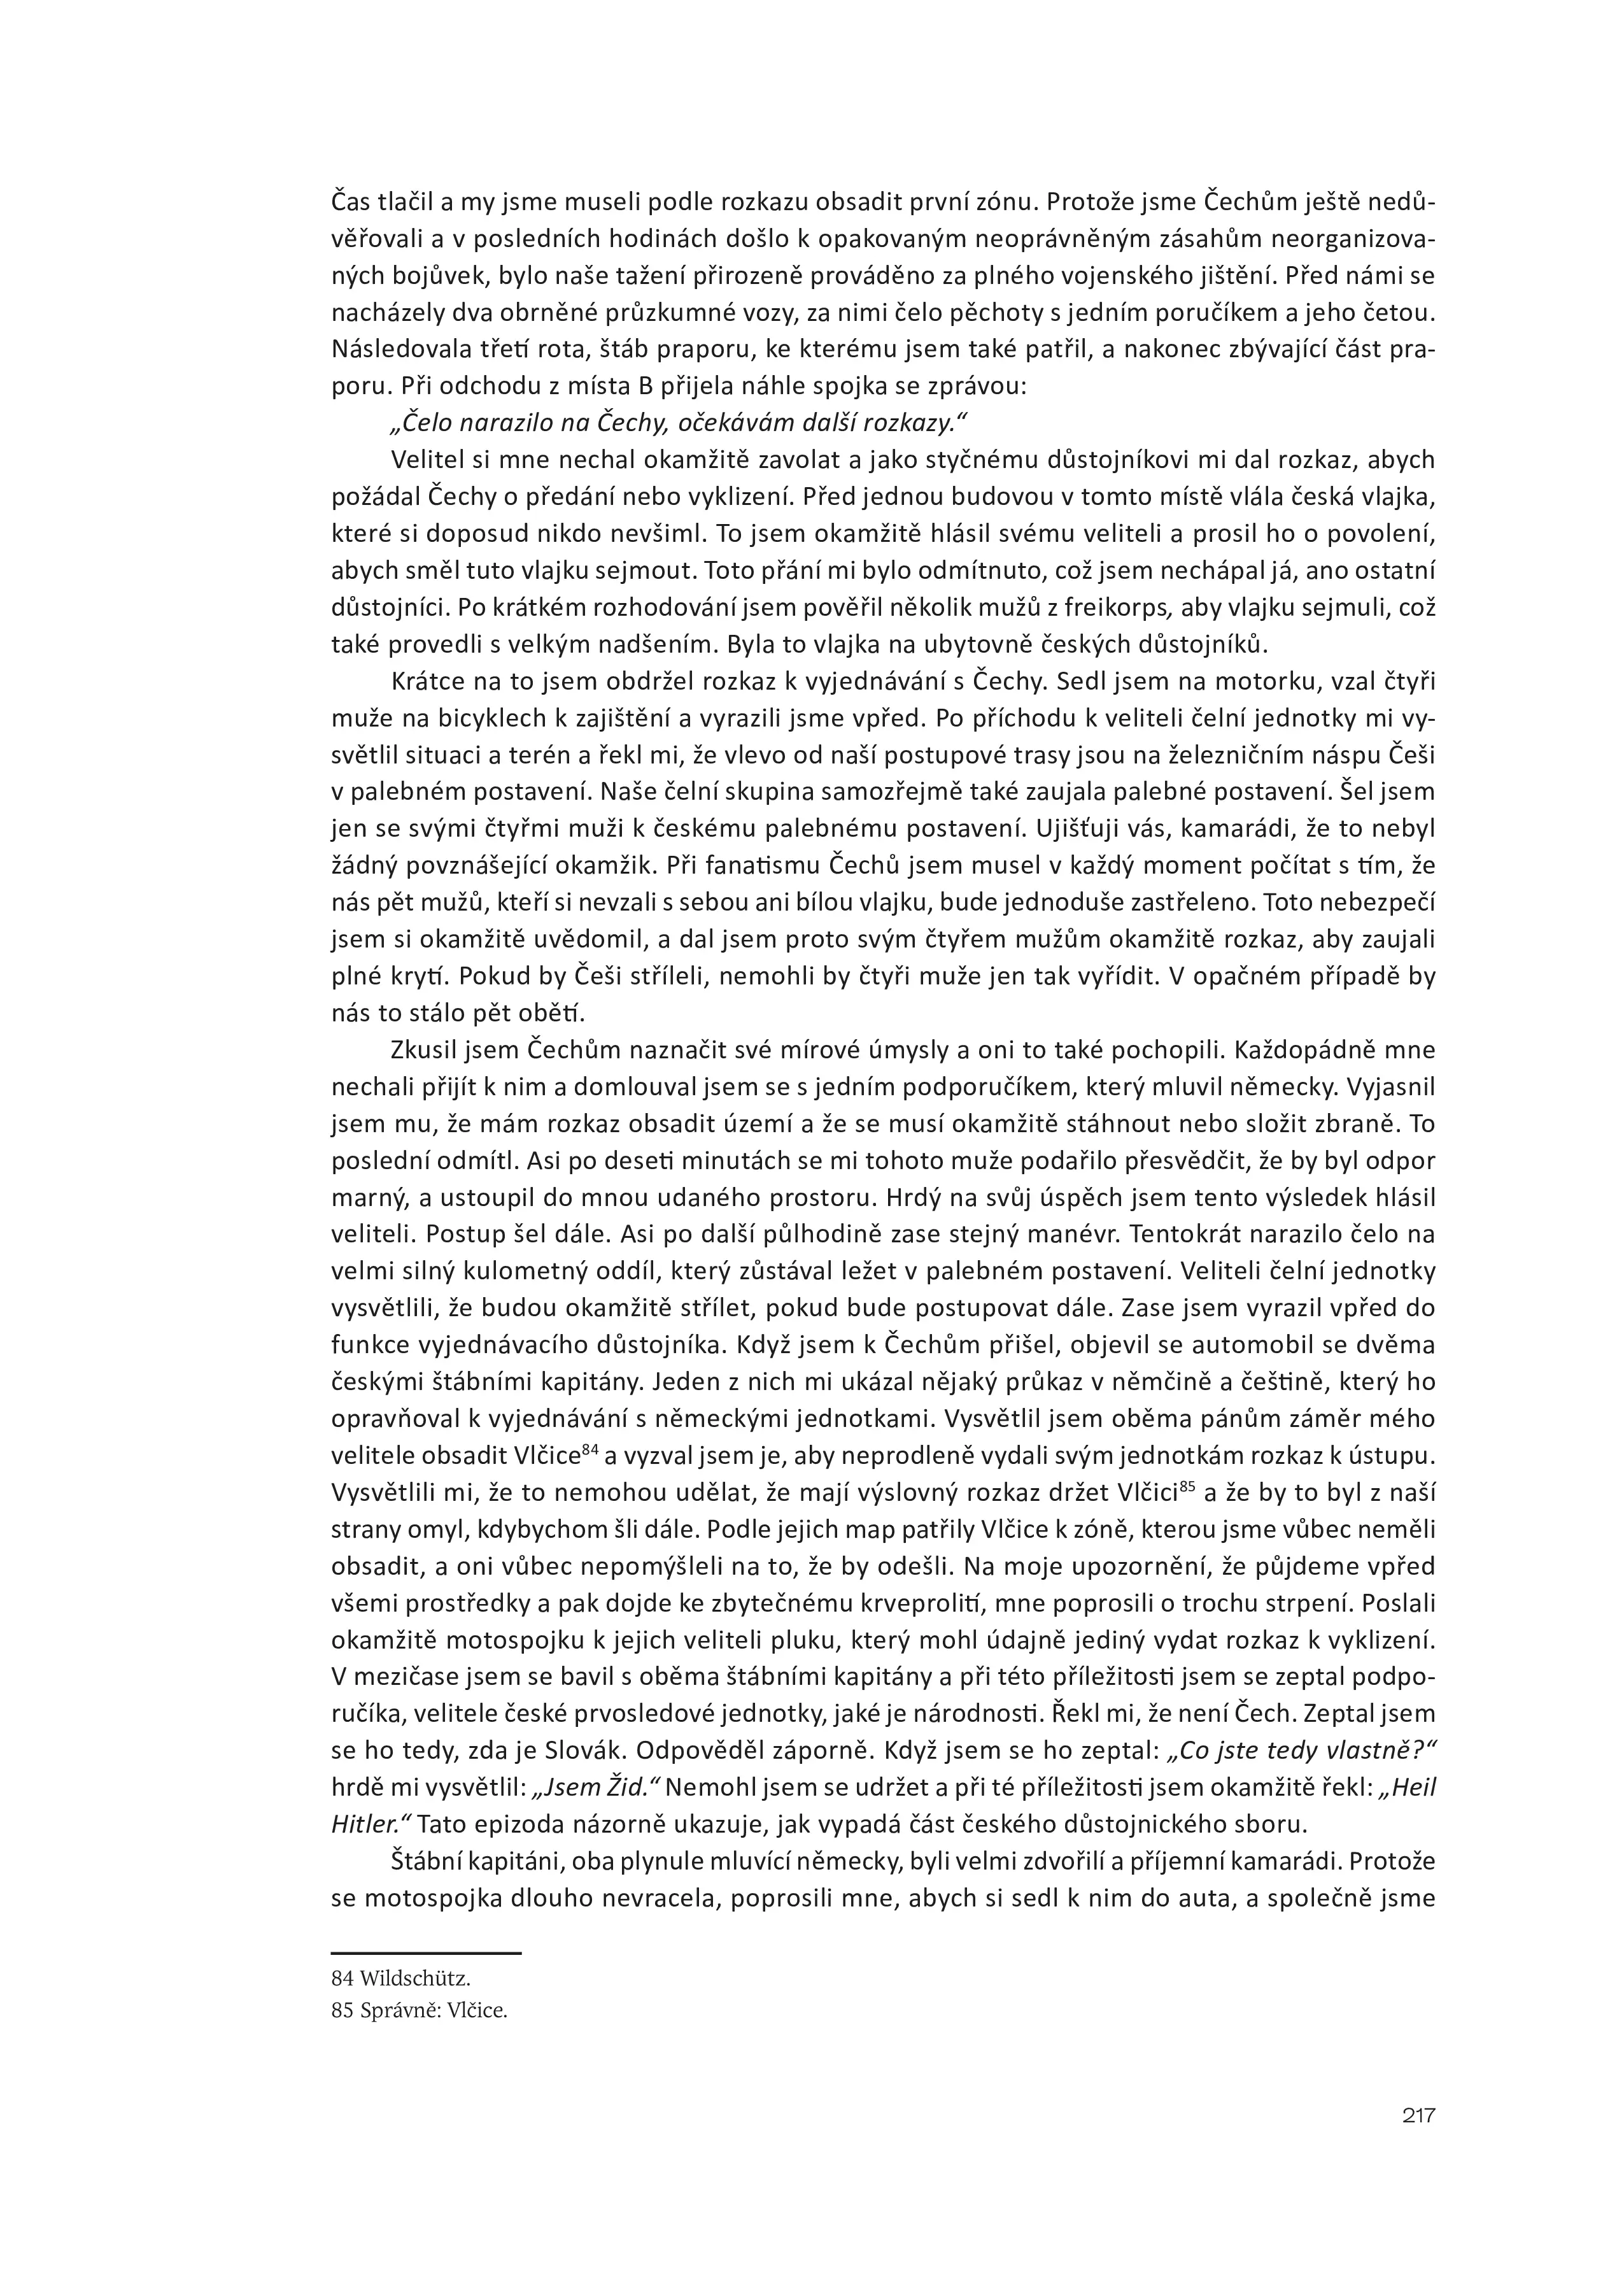 Čas tlačil a my jsme museli podle rozkazu obsadit první zónu. Protože jsme Čechům ještě nedů-
věřovali a v posledních hodinách došlo k opakovaným neoprávněným zásahům neorganizova-
ných bojůvek, bylo naše tažení přirozeně prováděno za plného vojenského jištění. Před námi se
nacházely dva obrněné průzkumné vozy, za nimi čelo pěchoty s jedním poručíkem a jeho četou.
Následovala třetí rota, štáb praporu, ke kterému jsem také patřil, a nakonec zbývající část pra-
poru. Při odchodu z místa B přijela náhle spojka se zprávou:
„Čelo narazilo na Čechy, očekávám další rozkazy.“
Velitel si mne nechal okamžitě zavolat a jako styčnému důstojníkovi mi dal rozkaz, abych
požádal Čechy o předání nebo vyklizení. Před jednou budovou v tomto místě vlála česká vlajka,
které si doposud nikdo nevšiml. To jsem okamžitě hlásil svému veliteli a prosil ho o povolení,
abych směl tuto vlajku sejmout. Toto přání mi bylo odmítnuto, což jsem nechápal já, ano ostatní
důstojníci. Po krátkém rozhodování jsem pověřil několik mužů z freikorps, aby vlajku sejmuli, což
také provedli s velkým nadšením. Byla to vlajka na ubytovně českých důstojníků.
Krátce na to jsem obdržel rozkaz k vyjednávání s Čechy. Sedl jsem na motorku, vzal čtyři
muže na bicyklech k zajištění a vyrazili jsme vpřed. Po příchodu k veliteli čelní jednotky mi vy-
světlil situaci a terén a řekl mi, že vlevo od naší postupové trasy jsou na železničním náspu Češi
v palebném postavení. Naše čelní skupina samozřejmě také zaujala palebné postavení. Šel jsem
jen se svými čtyřmi muži k českému palebnému postavení. Ujišťuji vás, kamarádi, že to nebyl
žádný povznášející okamžik. Při fanatismu Čechů jsem musel v každý moment počítat s tím, že
nás pět mužů, kteří si nevzali s sebou ani bílou vlajku, bude jednoduše zastřeleno. Toto nebezpečí
jsem si okamžitě uvědomil, a dal jsem proto svým čtyřem mužům okamžitě rozkaz, aby zaujali
plné krytí. Pokud by Češi stříleli, nemohli by čtyři muže jen tak vyřídit. V opačném případě by
nás to stálo pět obětí.
Zkusil jsem Čechům naznačit své mírové úmysly a oni to také pochopili. Každopádně mne
nechali přijít k nim a domlouval jsem se s jedním podporučíkem, který mluvil německy. Vyjasnil
jsem mu, že mám rozkaz obsadit území a že se musí okamžitě stáhnout nebo složit zbraně. To
poslední odmítl. Asi po deseti minutách se mi tohoto muže podařilo přesvědčit, že by byl odpor
marný, a ustoupil do mnou udaného prostoru. Hrdý na svůj úspěch jsem tento výsledek hlásil
veliteli. Postup šel dále. Asi po další půlhodině zase stejný manévr. Tentokrát narazilo čelo na
velmi silný kulometný oddíl, který zůstával ležet v palebném postavení. Veliteli čelní jednotky
vysvětlili, že budou okamžitě střílet, pokud bude postupovat dále. Zase jsem vyrazil vpřed do
funkce vyjednávacího důstojníka. Když jsem k Čechům přišel, objevil se automobil se dvěma
českými štábními kapitány. Jeden z nich mi ukázal nějaký průkaz v němčině a češtině, který ho
opravňoval k vyjednávání s německými jednotkami. Vysvětlil jsem oběma pánům záměr mého
velitele obsadit Vlčice84 a vyzval jsem je, aby neprodleně vydali svým jednotkám rozkaz k ústupu.
Vysvětlili mi, že to nemohou udělat, že mají výslovný rozkaz držet Vlčici85 a že by to byl z naší
strany omyl, kdybychom šli dále. Podle jejich map patřily Vlčice k zóně, kterou jsme vůbec neměli
obsadit, a oni vůbec nepomýšleli na to, že by odešli. Na moje upozornění, že půjdeme vpřed
všemi prostředky a pak dojde ke zbytečnému krveprolití, mne poprosili o trochu strpení. Poslali
okamžitě motospojku k jejich veliteli pluku, který mohl údajně jediný vydat rozkaz k vyklizení.
V mezičase jsem se bavil s oběma štábními kapitány a při této příležitosti jsem se zeptal podpo-
ručíka, velitele české prvosledové jednotky, jaké je národnosti. Řekl mi, že není Čech. Zeptal jsem
se ho tedy, zda je Slovák. Odpověděl záporně. Když jsem se ho zeptal: „Co jste tedy vlastně?“
hrdě mi vysvětlil: „Jsem Žid.“ Nemohl jsem se udržet a při té příležitosti jsem okamžitě řekl: „Heil
Hitler.“ Tato epizoda názorně ukazuje, jak vypadá část českého důstojnického sboru.
Štábní kapitáni, oba plynule mluvící německy, byli velmi zdvořilí a příjemní kamarádi. Protože
se motospojka dlouho nevracela, poprosili mne, abych si sedl k nim do auta, a společně jsme
84 Wildschütz.
85 Správně: Vlčice.
217